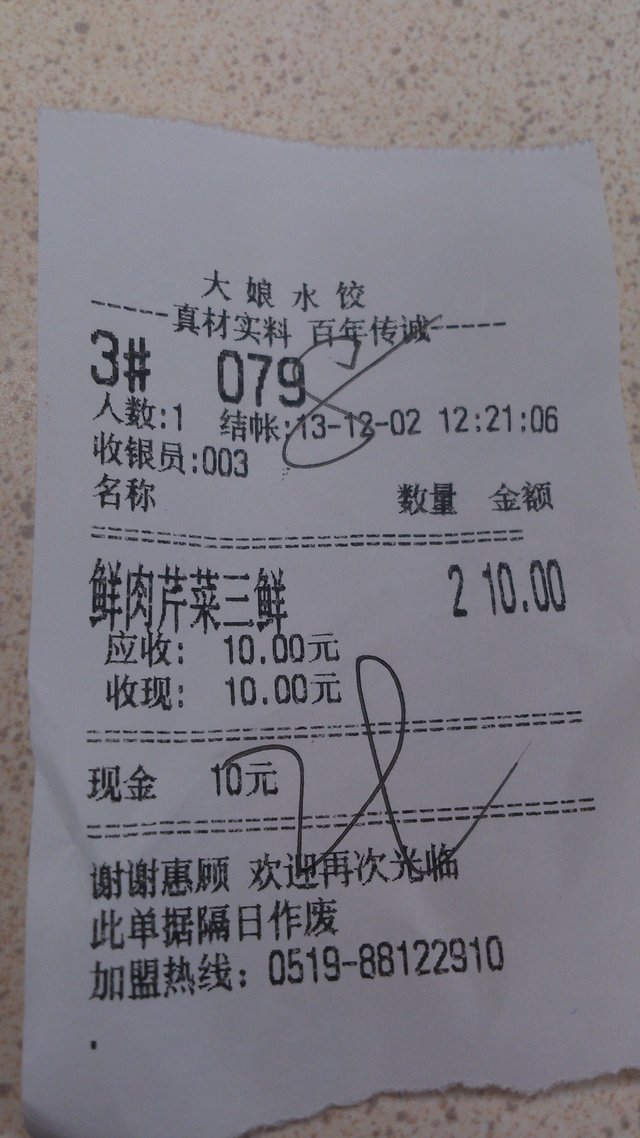 大娘水饺
-----真材实料 百年传诚-----
3# 079
人数:1 结帐:13-12-02 12:21:06
收银员:003
名称 数量 金额
鲜肉芹菜三鲜 2 10.00
应收: 10.00元
收现: 10.00元
现金 10元
谢谢惠顾 欢迎再次光临
此单据隔日作废
加盟热线: 0519-88122910